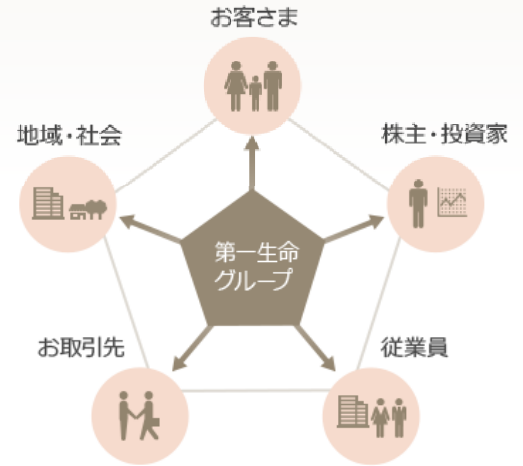 お客さま
地域・社会
株主・投資家
第一生命
グループ
お取引先
従業員